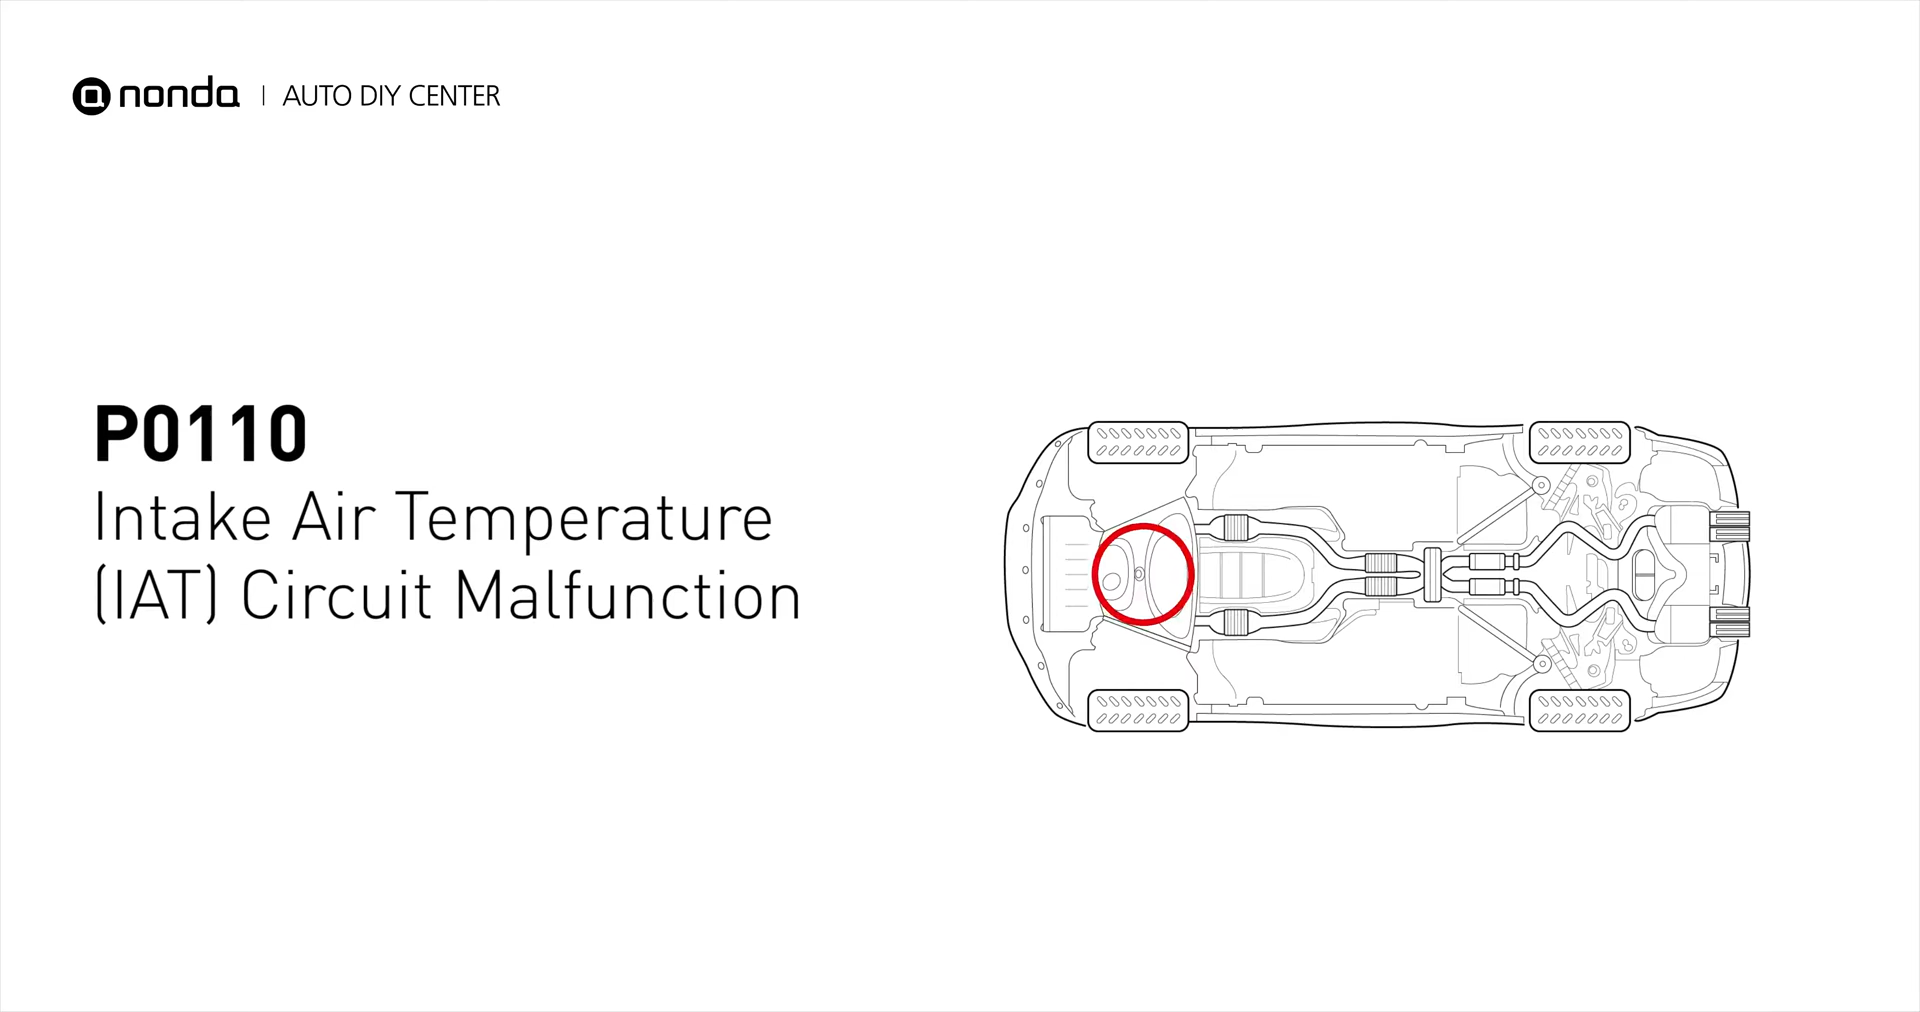 nonda | AUTO DIY CENTER
P0110
Intake Air Temperature
(IAT) Circuit Malfunction